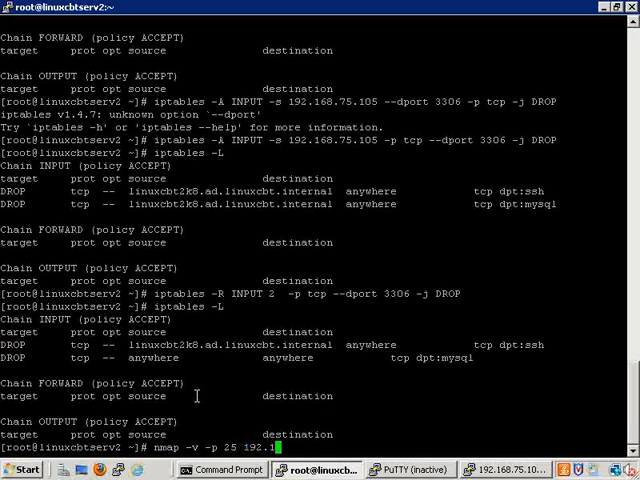 root@linuxcbtserv2:~
Chain FORWARD (policy ACCEPT)
target     prot opt source               destination
Chain OUTPUT (policy ACCEPT)
target     prot opt source               destination
[root@linuxcbtserv2 ~]# iptables -A INPUT -s 192.168.75.105 --dport 3306 -p tcp -j DROP
iptables v1.4.7: unknown option `--dport'
Try `iptables -h' or 'iptables --help' for more information.
[root@linuxcbtserv2 ~]# iptables -A INPUT -s 192.168.75.105 -p tcp --dport 3306 -j DROP
[root@linuxcbtserv2 ~]# iptables -L
Chain INPUT (policy ACCEPT)
target     prot opt source               destination
DROP       tcp  --  linuxcbt2k8.ad.linuxcbt.internal  anywhere            tcp dpt:ssh
DROP       tcp  --  linuxcbt2k8.ad.linuxcbt.internal  anywhere            tcp dpt:mysql
Chain FORWARD (policy ACCEPT)
target     prot opt source               destination
Chain OUTPUT (policy ACCEPT)
target     prot opt source               destination
[root@linuxcbtserv2 ~]# iptables -R INPUT 2  -p tcp --dport 3306 -j DROP
[root@linuxcbtserv2 ~]# iptables -L
Chain INPUT (policy ACCEPT)
target     prot opt source               destination
DROP       tcp  --  linuxcbt2k8.ad.linuxcbt.internal  anywhere            tcp dpt:ssh
DROP       tcp  --  anywhere             anywhere            tcp dpt:mysql
Chain FORWARD (policy ACCEPT)
target     prot opt source               destination
Chain OUTPUT (policy ACCEPT)
target     prot opt source               destination
[root@linuxcbtserv2 ~]# nmap -v -p 25 192.1
Start Command Prompt root@linuxcb... PuTTY (inactive) 192.168.75.10...